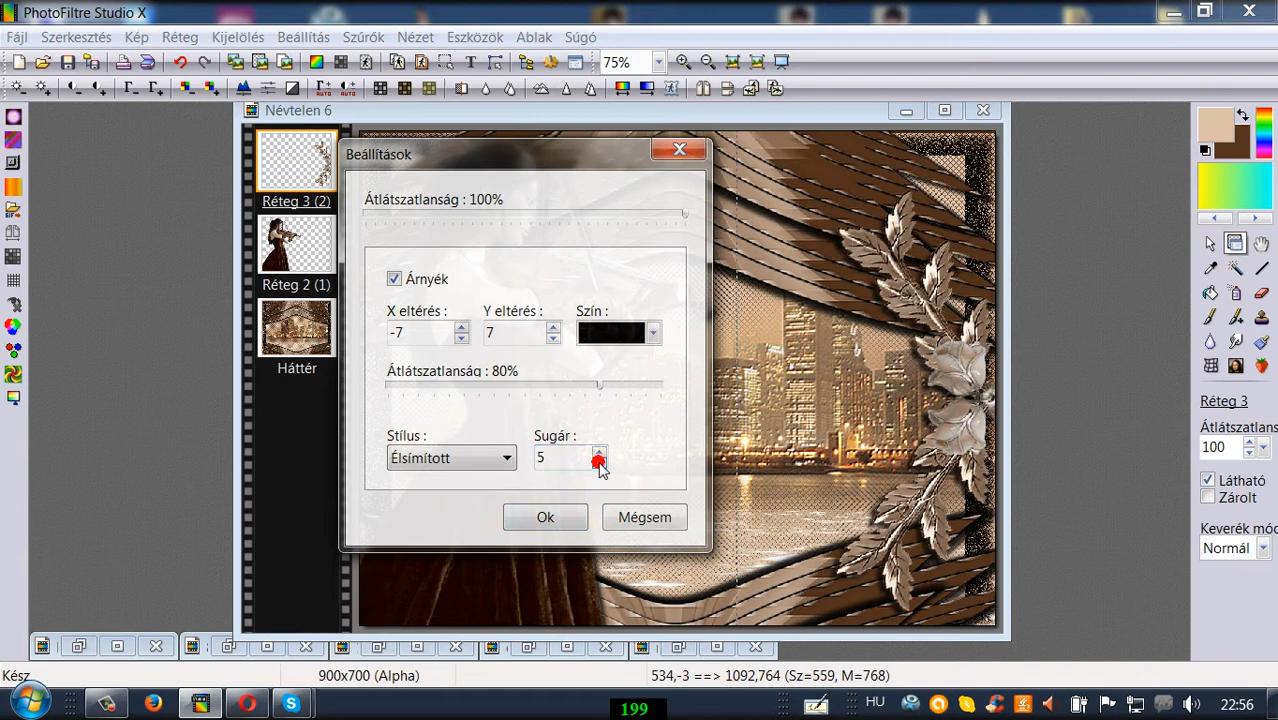 PhotoFiltre Studio X
Fájl Szerkesztés Kép Réteg Kijelölés Beállítás Szűrők Nézet Eszközök Ablak Súgó
75%
Névtelen 6
Beállítások
Átlátszatlanság : 100%
Réteg 3 (2)
Árnyék
X eltérés : Y eltérés : Szín :
-7 7
Réteg 2 (1)
Átlátszatlanság : 80%
Háttér
Stílus : Sugár :
Élsimított 5
Ok Mégsem
Réteg 3
Átlátszatlans
100
Látható
Zárolt
Keverék mód
Normál
Kész 900x700 (Alpha) 534,-3 ==> 1092,764 (Sz=559, M=768)
HU 22:56
199